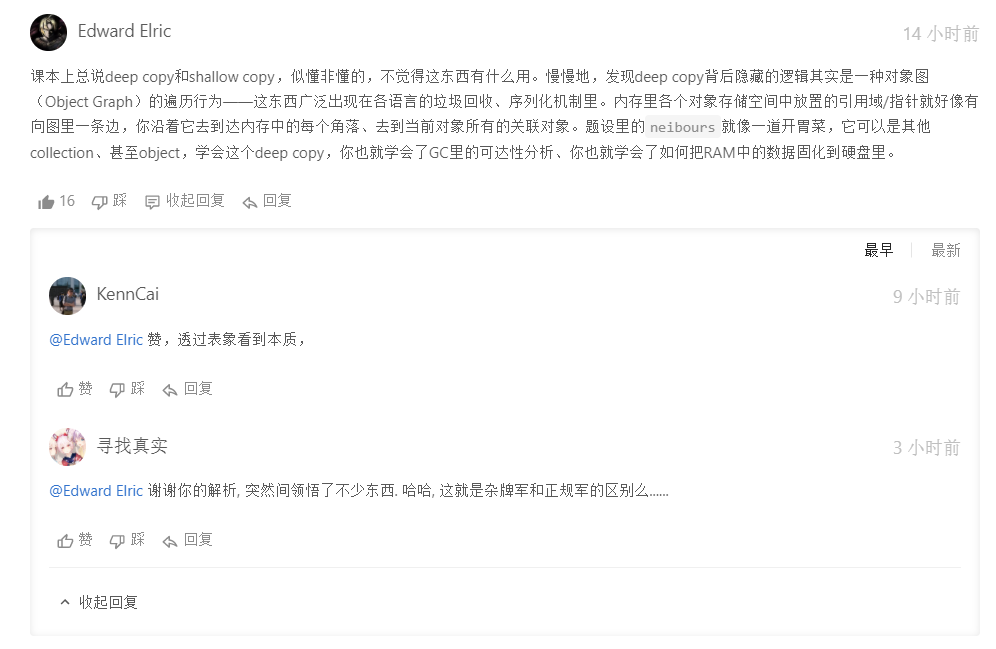 Edward Elric
14 小时前
课本上总说deep copy和shallow copy，似懂非懂的，不觉得这东西有什么用。慢慢地，发现deep copy背后隐藏的逻辑其实是一种对象图
（Object Graph）的遍历行为——这东西广泛出现在各语言的垃圾回收、序列化机制里。内存里各个对象存储空间中放置的引用域/指针就好像有
向图里一条边，你沿着它去到达内存中的每个角落、去到当前对象所有的关联对象。题设里的 neibours 就像一道开胃菜，它可以是其他
collection、甚至object，学会这个deep copy，你也就学会了GC里的可达性分析、你也就学会了如何把RAM中的数据固化到硬盘里。
16 踩 收起回复 回复
最早 最新
KennCai
9 小时前
@Edward Elric 赞，透过表象看到本质，
赞 踩 回复
寻找真实
3 小时前
@Edward Elric 谢谢你的解析, 突然间领悟了不少东西. 哈哈, 这就是杂牌军和正规军的区别么......
赞 踩 回复
收起回复